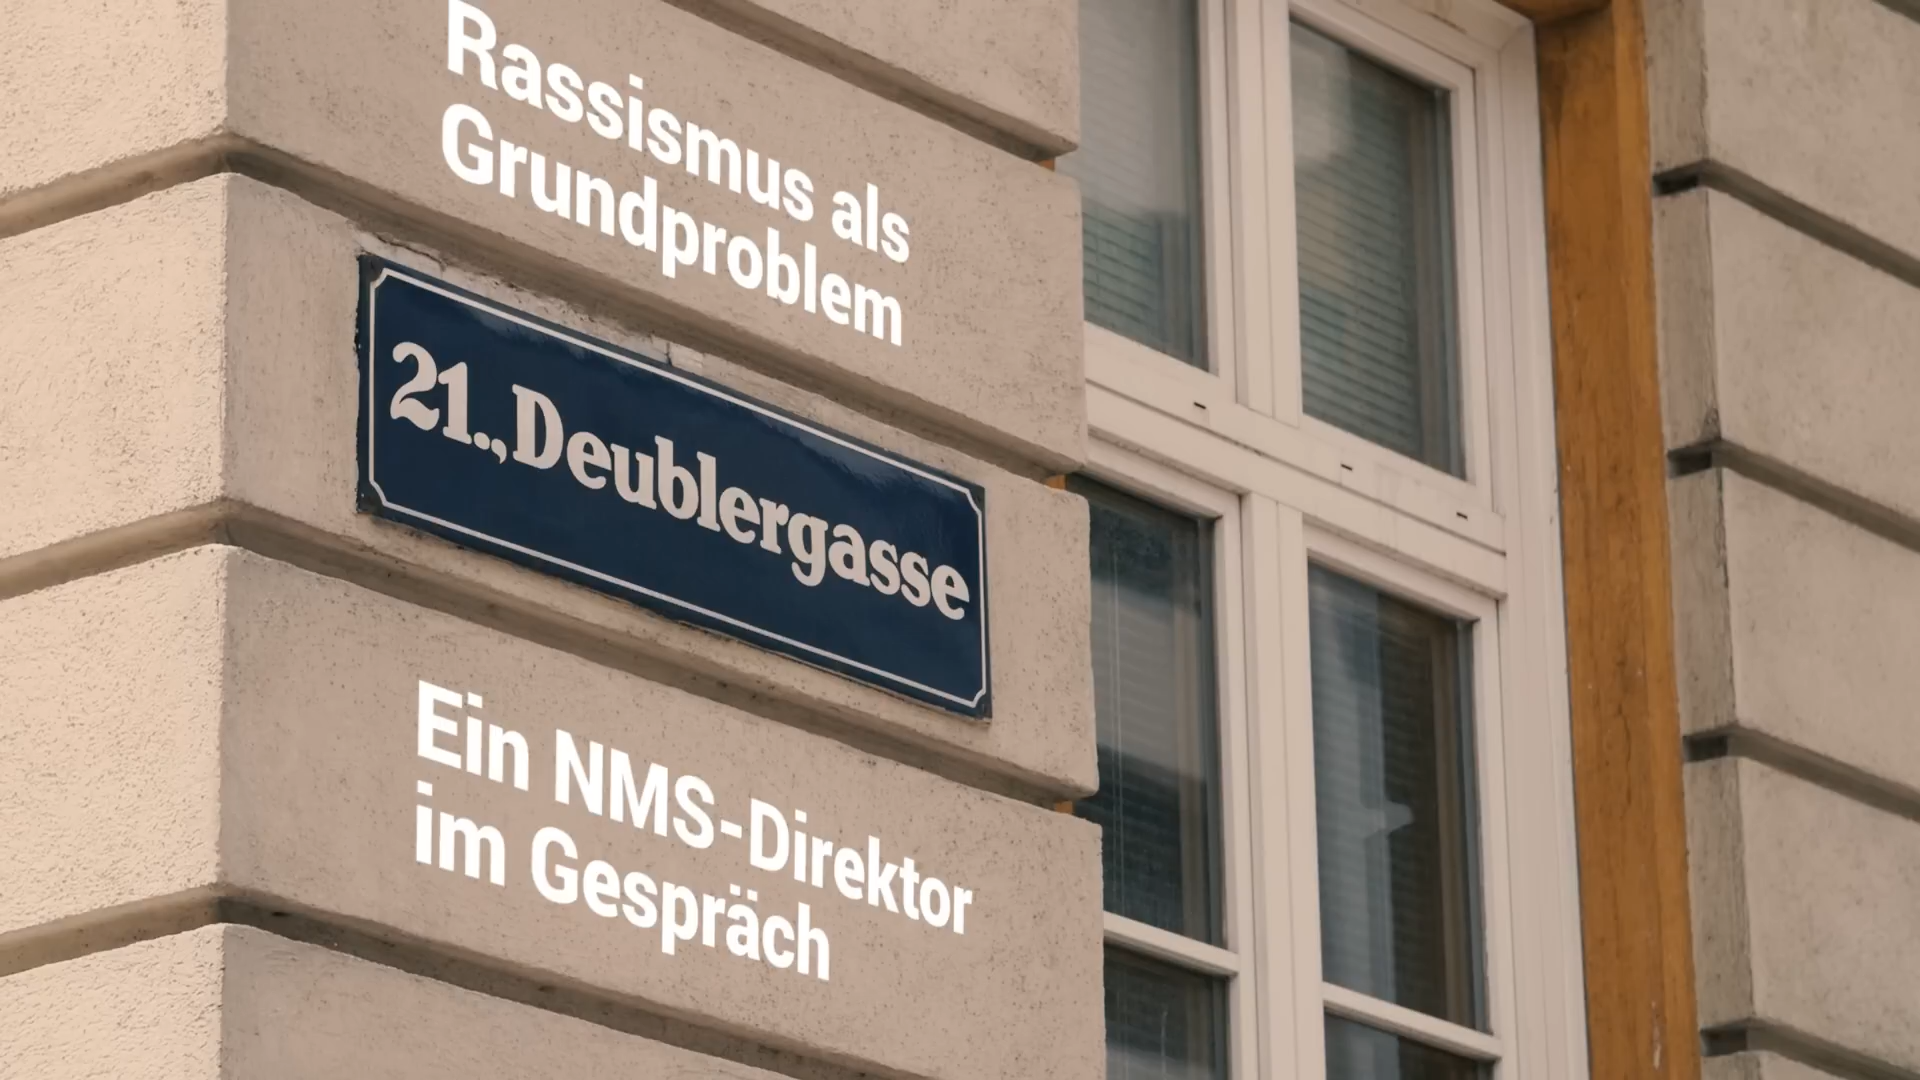 Rassismus als
Grundproblem
21., Deublergasse
Ein NMS-Direktor
im Gespräch